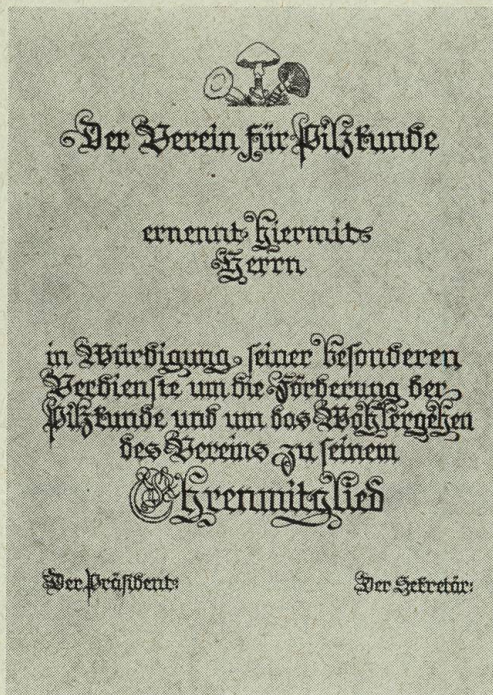 Der Verein für Pilzkunde
ernennt hiermit
Herrn
in Würdigung seiner besonderen
Verdienste um die Förderung der
Pilzkunde und um das Wohlergehen
des Vereins zu seinem
Ehrenmitglied
Der Präsident: Der Sekretär: